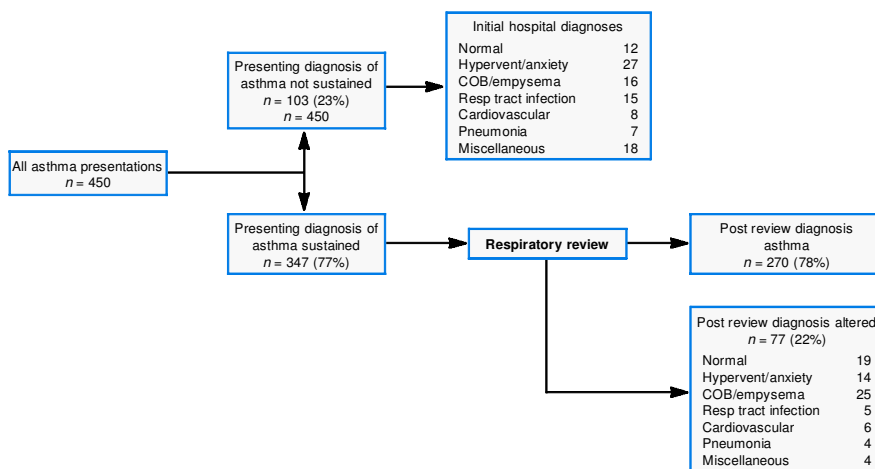 Initial hospital diagnoses
Normal 12
Hypervent/anxiety 27
COB/empysema 16
Resp tract infection 15
Cardiovascular 8
Pneumonia 7
Miscellaneous 18
Presenting diagnosis of
asthma not sustained
n = 103 (23%)
n = 450
All asthma presentations
n = 450
Presenting diagnosis of
asthma sustained
n = 347 (77%)
Respiratory review
Post review diagnosis
asthma
n = 270 (78%)
Post review diagnosis altered
n = 77 (22%)
Normal 19
Hypervent/anxiety 14
COB/empysema 25
Resp tract infection 5
Cardiovascular 6
Pneumonia 4
Miscellaneous 4